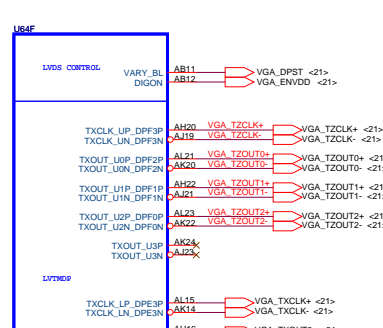 U64F
LVDS CONTROL
VARY_BL AB11 VGA_DPST <21>
DIGON AB12 VGA_ENVDD <21>
TXCLK_UP_DPF3P AH20 VGA_TZCLK+ VGA_TZCLK+ <21>
TXCLK_UN_DPF3N AJ19 VGA_TZCLK- VGA_TZCLK- <21>
TXOUT_U0P_DPF2P AL21 VGA_TZOUT0+ VGA_TZOUT0+ <21
TXOUT_U0N_DPF2N AK20 VGA_TZOUT0- VGA_TZOUT0- <21>
TXOUT_U1P_DPF1P AH22 VGA_TZOUT1+ VGA_TZOUT1+ <21
TXOUT_U1N_DPF1N AJ21 VGA_TZOUT1- VGA_TZOUT1- <21>
TXOUT_U2P_DPF0P AL23 VGA_TZOUT2+ VGA_TZOUT2+ <21
TXOUT_U2N_DPF0N AK22 VGA_TZOUT2- VGA_TZOUT2- <21>
TXOUT_U3P AK24
TXOUT_U3N AJ23
LVTMDP
TXCLK_LP_DPE3P AL15 VGA_TXCLK+ <21>
TXCLK_LN_DPE3N AK14 VGA_TXCLK- <21>